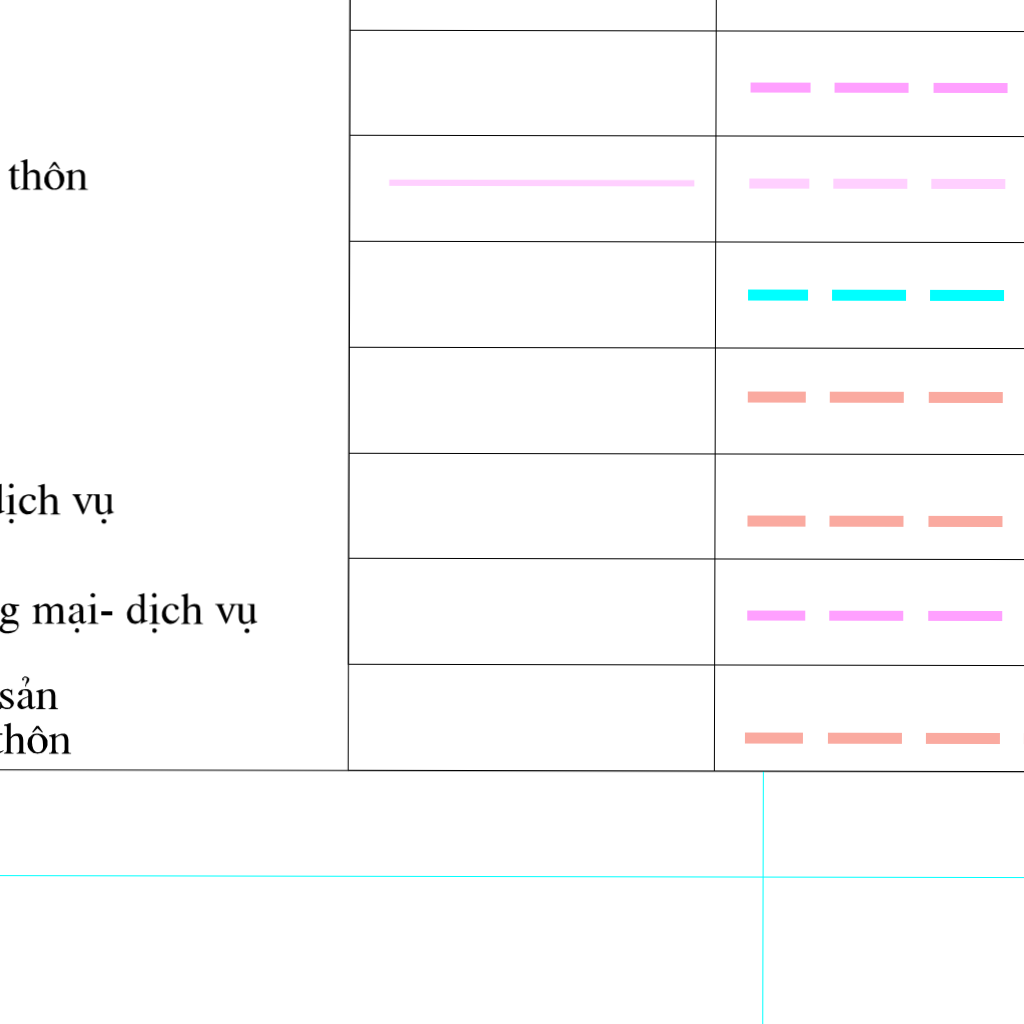 thôn
dịch vụ
mại- dịch vụ
sản
thôn